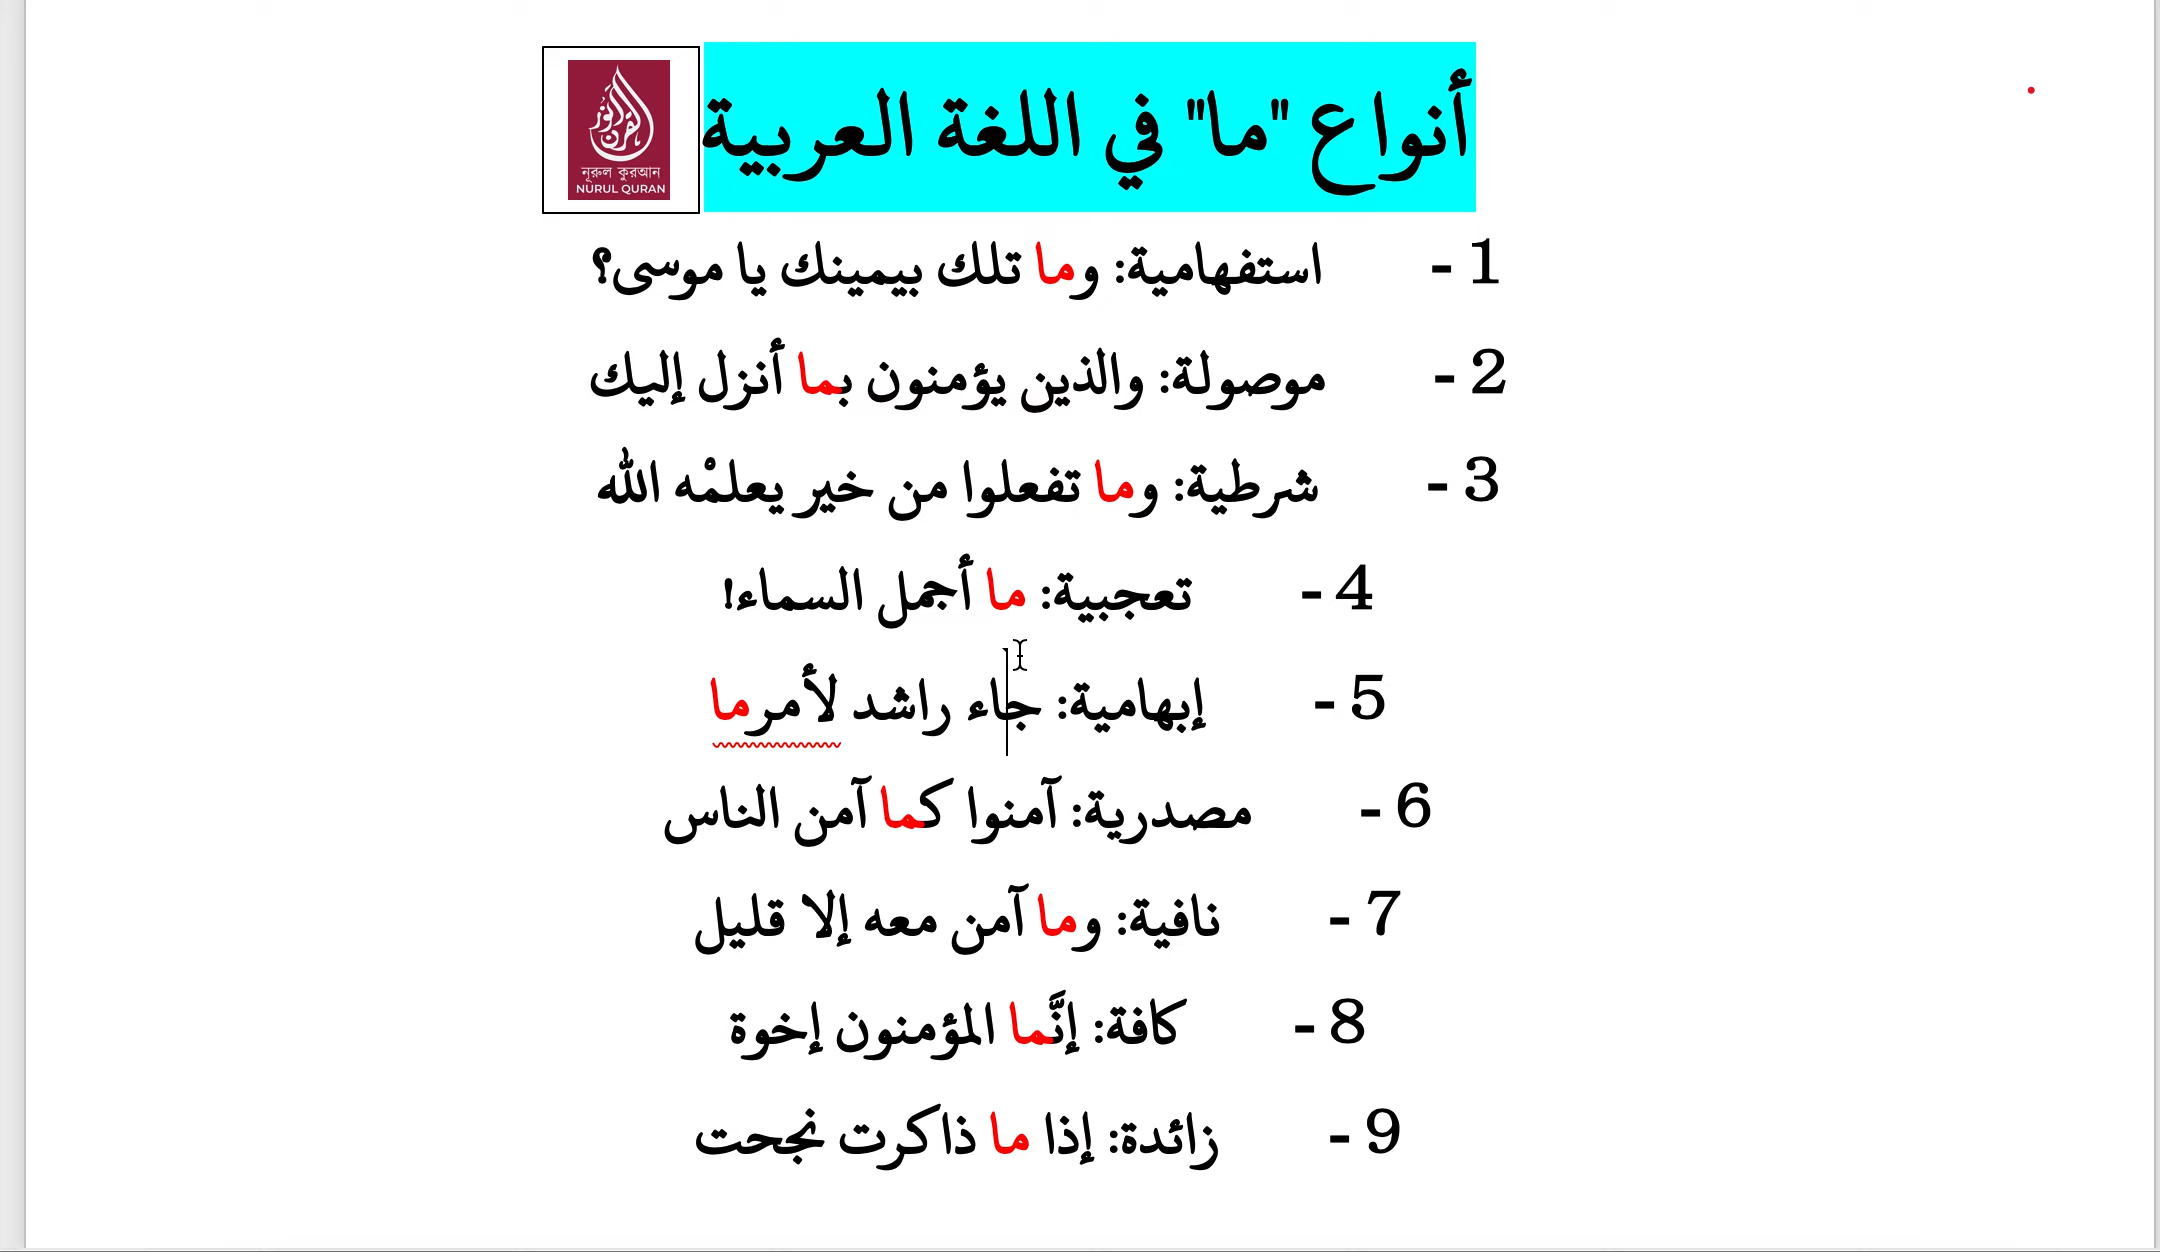 أنواع "ما" في اللغة العربية
নূরুল কুরআন
NURUL QURAN
1- استفهامية: وما تلك بيمينك يا موسى؟
2- موصولة: والذين يؤمنون بما أنزل إليك
3- شرطية: وما تفعلوا من خير يعلمْه الله
4- تعجبية: ما أجمل السماء!
5- إبهامية: جاء راشد لأمرما
6- مصدرية: آمنوا كما آمن الناس
7- نافية: وما آمن معه إلا قليل
8- كافة: إنَّما المؤمنون إخوة
9- زائدة: إذا ما ذاكرت نجحت